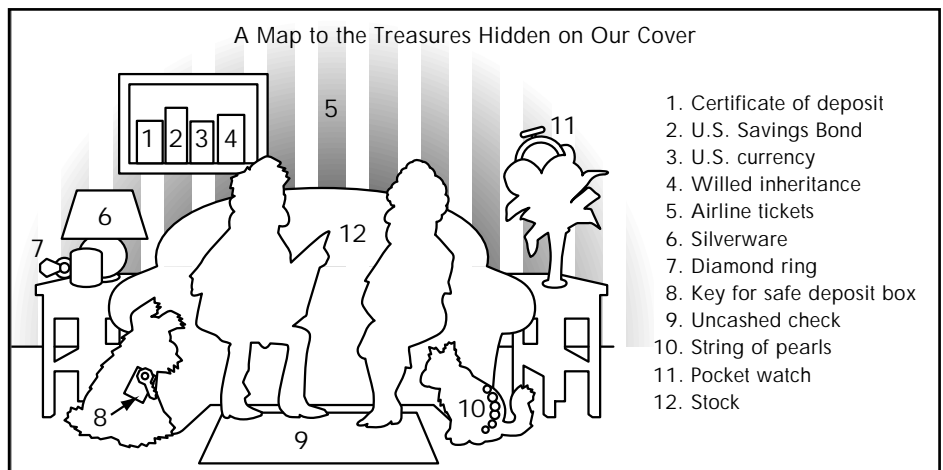 A Map to the Treasures Hidden on Our Cover
5
11
1 2 3 4
6
12
7
8
9
10
1. Certificate of deposit
2. U.S. Savings Bond
3. U.S. currency
4. Willed inheritance
5. Airline tickets
6. Silverware
7. Diamond ring
8. Key for safe deposit box
9. Uncashed check
10. String of pearls
11. Pocket watch
12. Stock